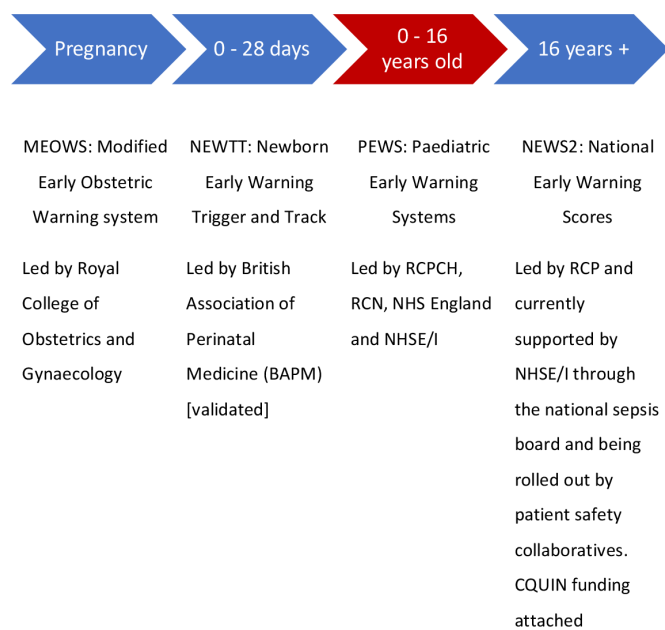 Pregnancy
0 - 28 days
0 - 16
years old
16 years +
MEOWS: Modified
Early Obstetric
Warning system
Led by Royal
College of
Obstetrics and
Gynaecology
NEWTT: Newborn
Early Warning
Trigger and Track
Led by British
Association of
Perinatal
Medicine (BAPM)
[validated]
PEWS: Paediatric
Early Warning
Systems
Led by RCPCH,
RCN, NHS England
and NHSE/I
NEWS2: National
Early Warning
Scores
Led by RCP and
currently
supported by
NHSE/I through
the national sepsis
board and being
rolled out by
patient safety
collaboratives.
CQUIN funding
attached